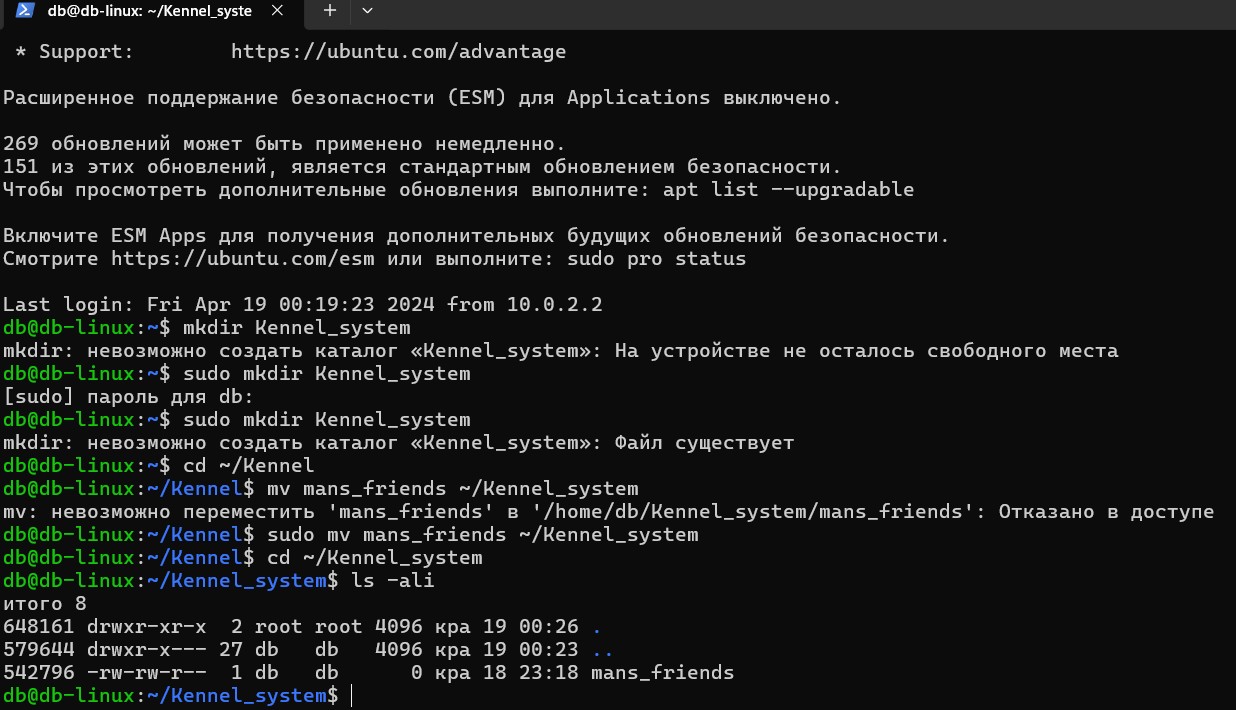 db@db-linux: ~/Kennel_syste
* Support:        https://ubuntu.com/advantage
Расширенное поддержание безопасности (ESM) для Applications выключено.
269 обновлений может быть применено немедленно.
151 из этих обновлений, является стандартным обновлением безопасности.
Чтобы просмотреть дополнительные обновления выполните: apt list --upgradable
Включите ESM Apps для получения дополнительных будущих обновлений безопасности.
Смотрите https://ubuntu.com/esm или выполните: sudo pro status
Last login: Fri Apr 19 00:19:23 2024 from 10.0.2.2
db@db-linux:~$ mkdir Kennel_system
mkdir: невозможно создать каталог «Kennel_system»: На устройстве не осталось свободного места
db@db-linux:~$ sudo mkdir Kennel_system
[sudo] пароль для db:
db@db-linux:~$ sudo mkdir Kennel_system
mkdir: невозможно создать каталог «Kennel_system»: Файл существует
db@db-linux:~$ cd ~/Kennel
db@db-linux:~/Kennel$ mv mans_friends ~/Kennel_system
mv: невозможно переместить 'mans_friends' в '/home/db/Kennel_system/mans_friends': Отказано в доступе
db@db-linux:~/Kennel$ sudo mv mans_friends ~/Kennel_system
db@db-linux:~/Kennel$ cd ~/Kennel_system
db@db-linux:~/Kennel_system$ ls -ali
итого 8
648161 drwxr-xr-x  2 root root 4096 кра 19 00:26 .
579644 drwxr-x--- 27 db   db   4096 кра 19 00:23 ..
542796 -rw-rw-r--  1 db   db      0 кра 18 23:18 mans_friends
db@db-linux:~/Kennel_system$